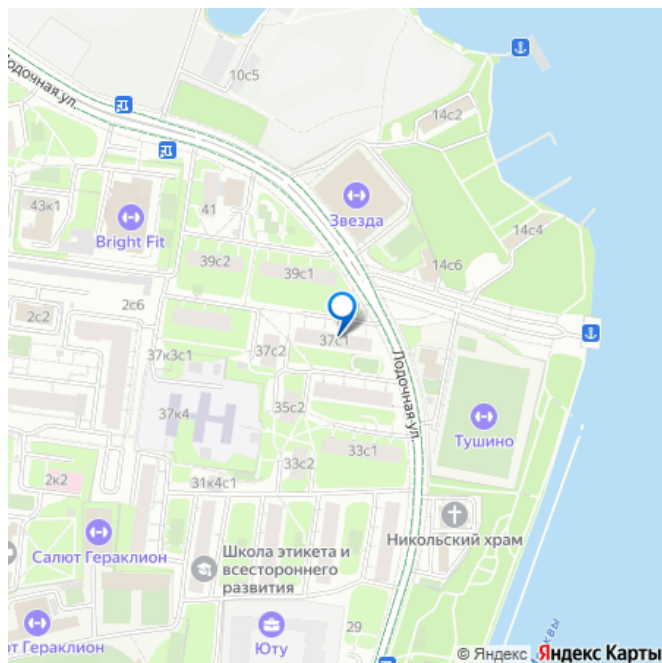 Лодочная ул.
10с5
14с2
43к1
41
Звезда
Bright Fit
14с4
39с2
39с1
14с6
2с6
2с2
37с1
37к3с1
37с2
Лодочная ул.
37к4
35с2
Тушино
33с1
33с2
2к2
31к4с1
Никольский храм
Салют Гераклион
Школа этикета и
всестороннего
развития
29
Юту
от Гераклион
квы
© Яндекс
Яндекс Карты